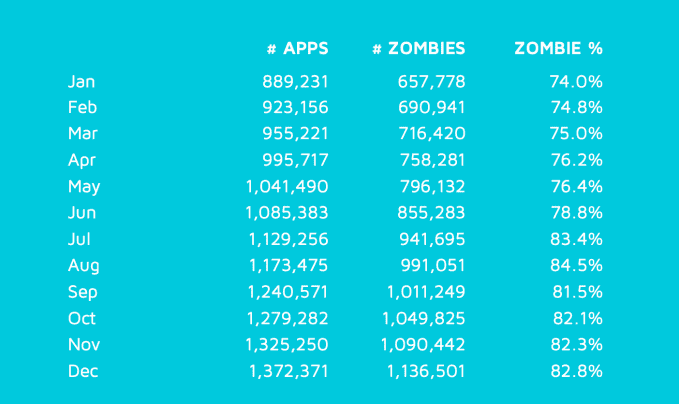 # APPS # ZOMBIES ZOMBIE %
Jan 889,231 657,778 74.0%
Feb 923,156 690,941 74.8%
Mar 955,221 716,420 75.0%
Apr 995,717 758,281 76.2%
May 1,041,490 796,132 76.4%
Jun 1,085,383 855,283 78.8%
Jul 1,129,256 941,695 83.4%
Aug 1,173,475 991,051 84.5%
Sep 1,240,571 1,011,249 81.5%
Oct 1,279,282 1,049,825 82.1%
Nov 1,325,250 1,090,442 82.3%
Dec 1,372,371 1,136,501 82.8%